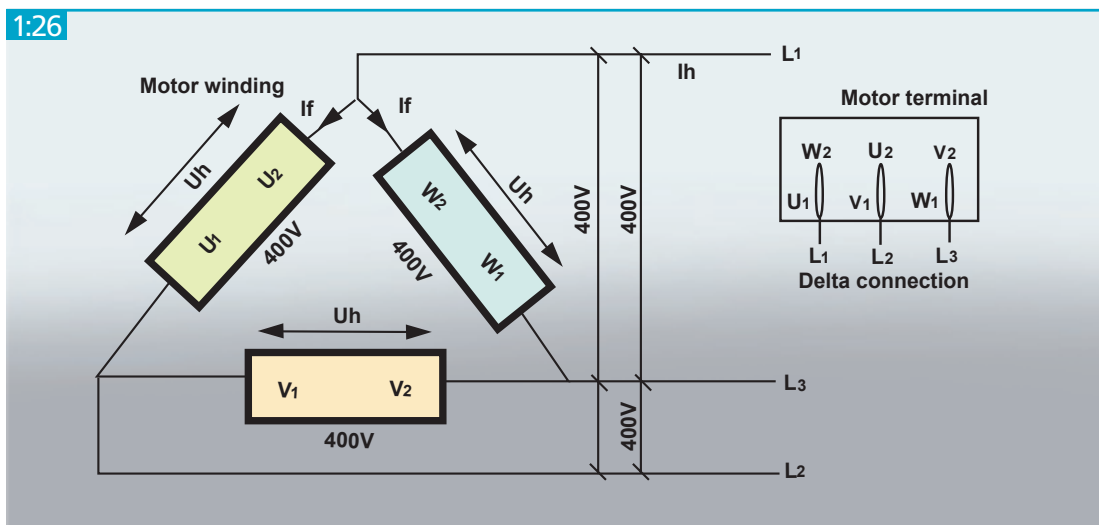 1:26
L1
Ih
Motor winding
If
If
Motor terminal
Uh
U2
U1
400V
W2
W1
400V
Uh
400V
400V
W2 U2 V2
U1 V1 W1
L1 L2 L3
Delta connection
Uh
V1 V2
400V
L3
400V
L2